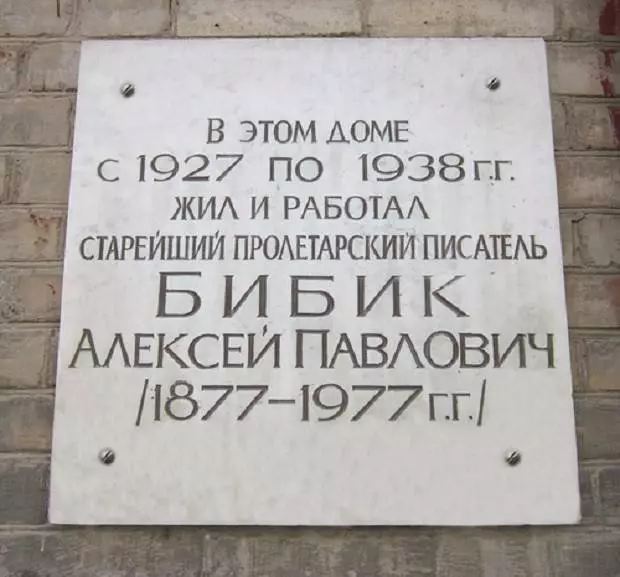 В ЭТОМ ДОМЕ
С 1927 ПО 1938 Г.Г.
ЖИЛ И РАБОТАЛ
СТАРЕЙШИЙ ПРОЛЕТАРСКИЙ ПИСАТЕЛЬ
БИБИК
АЛЕКСЕЙ ПАВЛОВИЧ
/1877–1977 Г.Г./